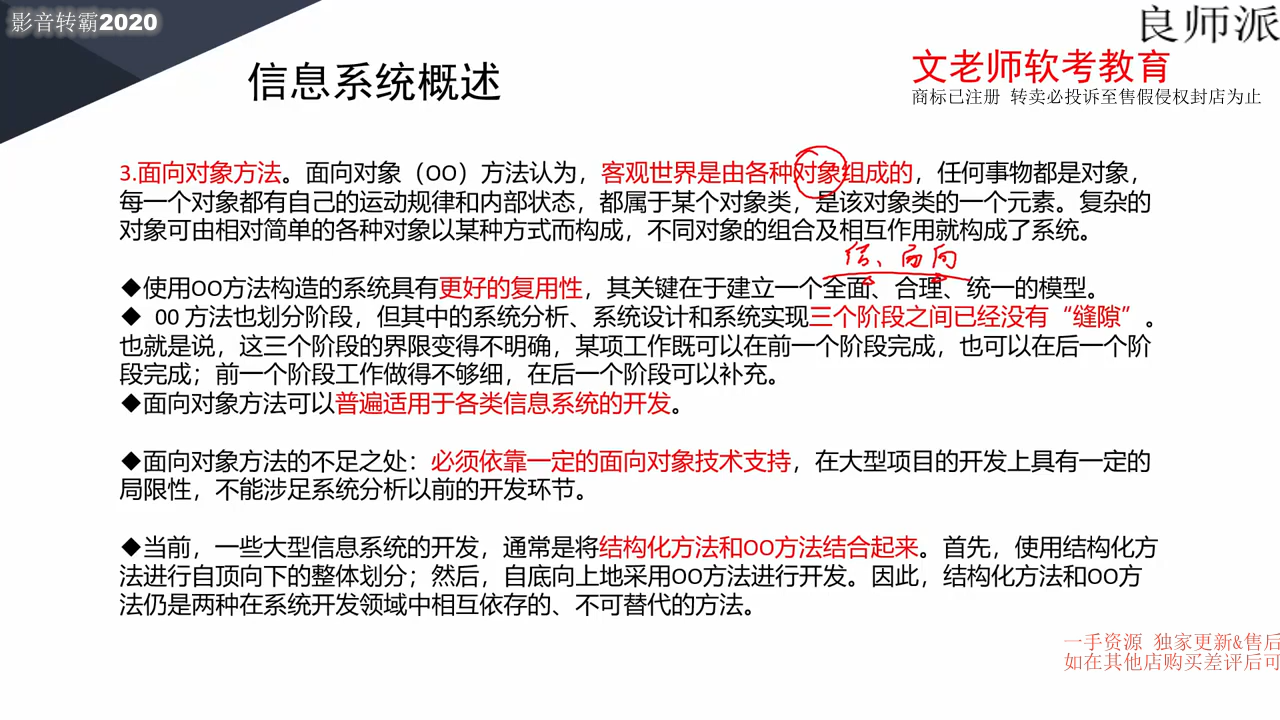 影音转霸2020
良师派
信息系统概述
文老师软考教育
商标已注册 转卖必投诉至售假侵权封店为止
3.面向对象方法。面向对象（OO）方法认为，客观世界是由各种对象组成的，任何事物都是对象，
每一个对象都有自己的运动规律和内部状态，都属于某个对象类，是该对象类的一个元素。复杂的
对象可由相对简单的各种对象以某种方式而构成，不同对象的组合及相互作用就构成了系统。
◆使用OO方法构造的系统具有更好的复用性，其关键在于建立一个全面、合理、统一的模型。
◆ OO 方法也划分阶段，但其中的系统分析、系统设计和系统实现三个阶段之间已经没有“缝隙”。
也就是说，这三个阶段的界限变得不明确，某项工作既可以在前一个阶段完成，也可以在后一个阶
段完成；前一个阶段工作做得不够细，在后一个阶段可以补充。
◆面向对象方法可以普遍适用于各类信息系统的开发。
◆面向对象方法的不足之处：必须依靠一定的面向对象技术支持，在大型项目的开发上具有一定的
局限性，不能涉足系统分析以前的开发环节。
◆当前，一些大型信息系统的开发，通常是将结构化方法和OO方法结合起来。首先，使用结构化方
法进行自顶向下的整体划分；然后，自底向上地采用OO方法进行开发。因此，结构化方法和OO方
法仍是两种在系统开发领域中相互依存的、不可替代的方法。
一手资源 独家更新&售后
如在其他店购买差评后可